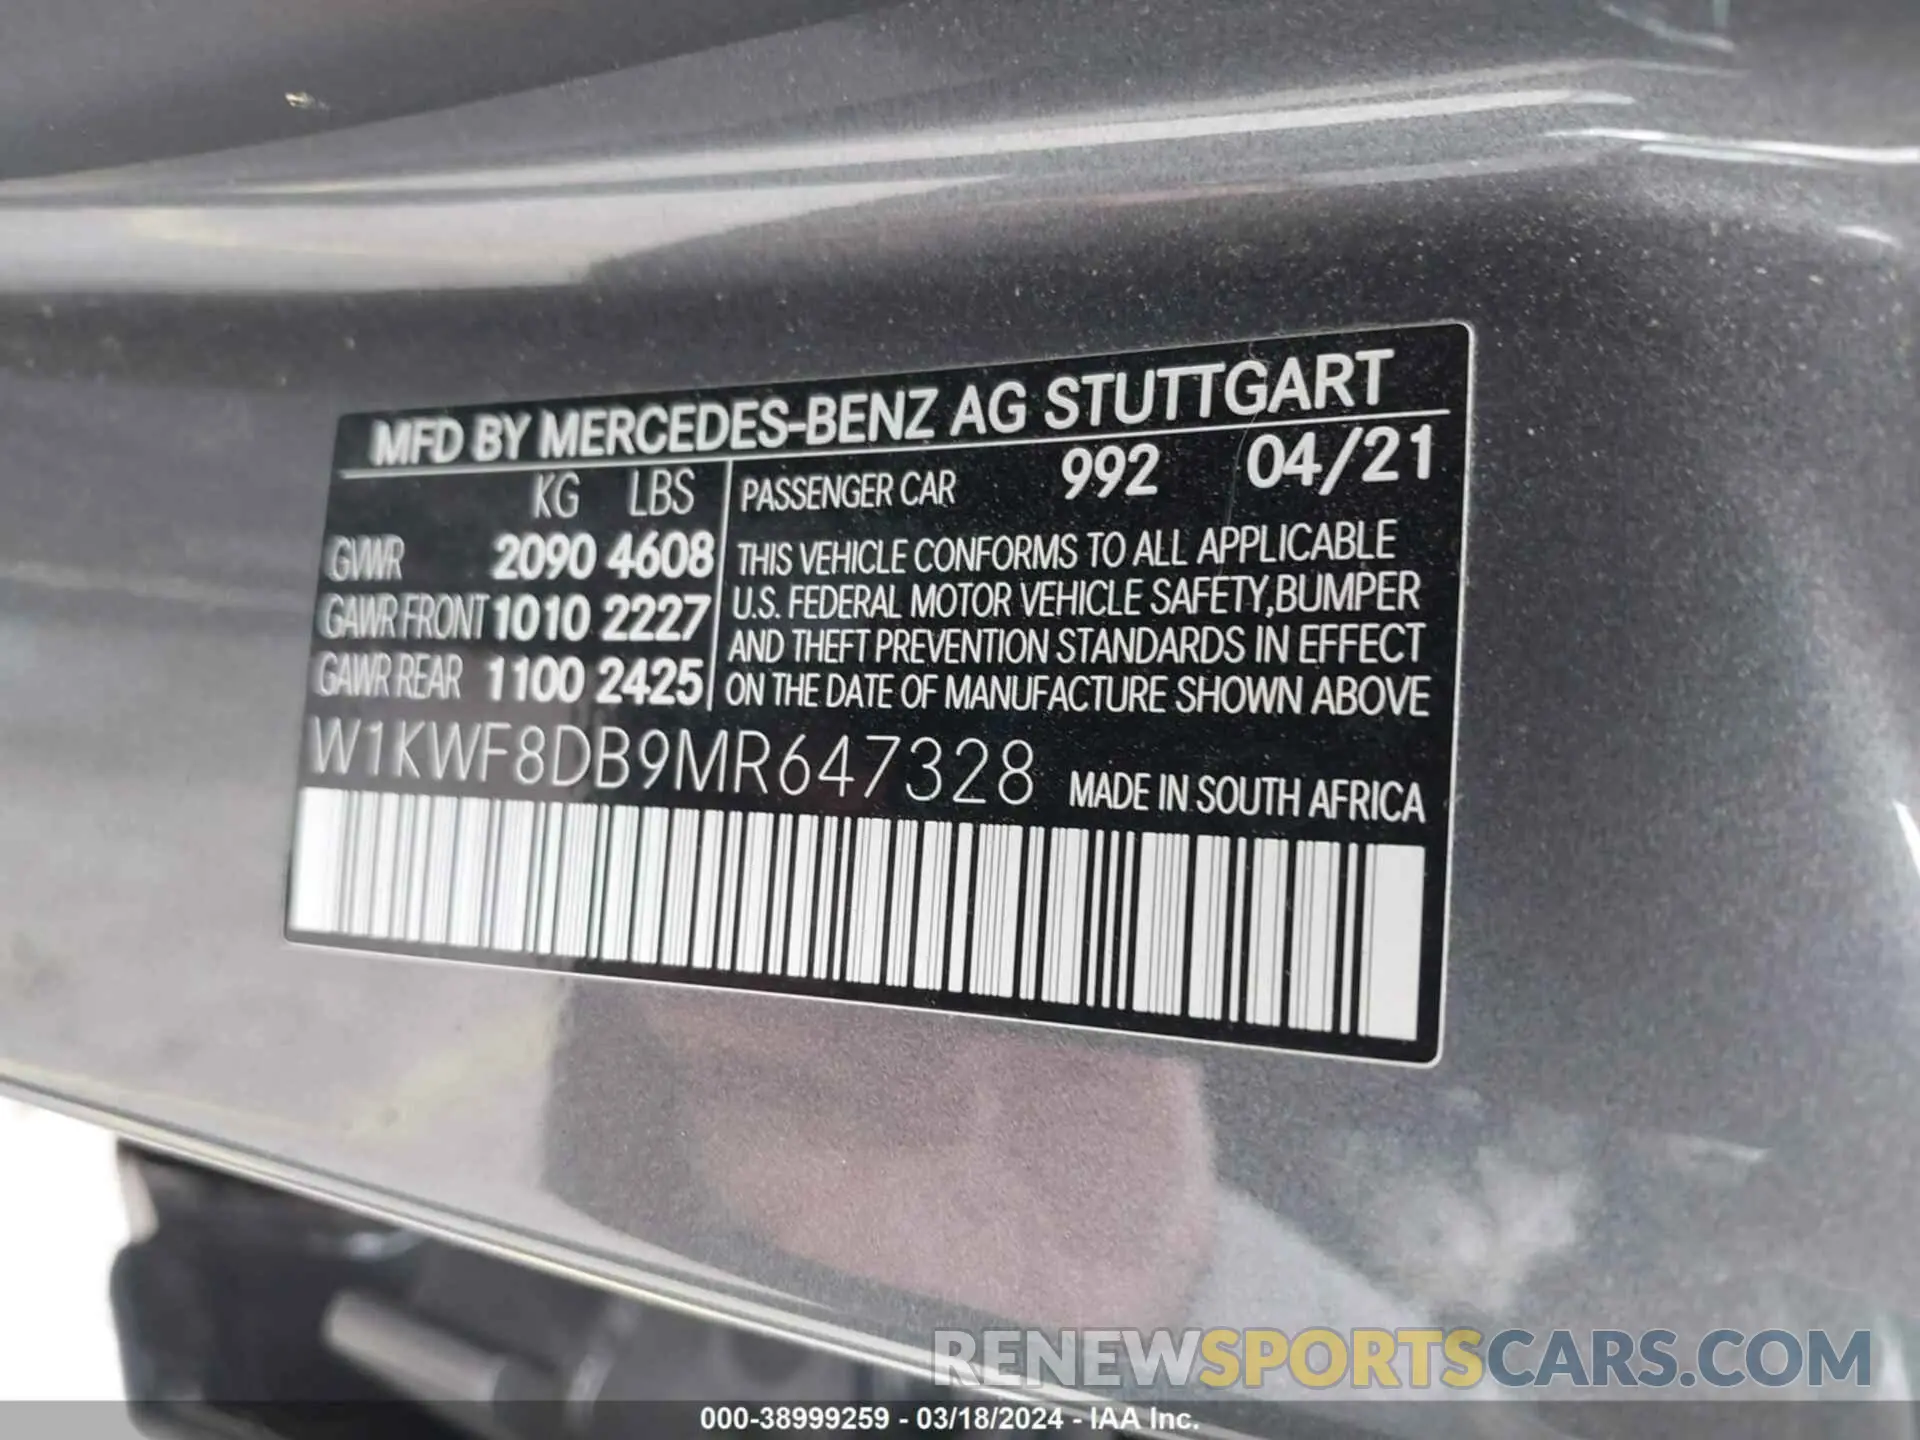 MFD BY MERCEDES-BENZ AG STUTTGART
KG LBS
GVWR 2090 4608
GAWR FRONT 1010 2227
GAWR REAR 1100 2425
PASSENGER CAR 992 04/21
THIS VEHICLE CONFORMS TO ALL APPLICABLE
U.S. FEDERAL MOTOR VEHICLE SAFETY,BUMPER
AND THEFT PREVENTION STANDARDS IN EFFECT
ON THE DATE OF MANUFACTURE SHOWN ABOVE
W1KWF8DB9MR647328 MADE IN SOUTH AFRICA
RENEWSPORTSCARS.COM
000-38999259 - 03/18/2024 - IAA Inc.